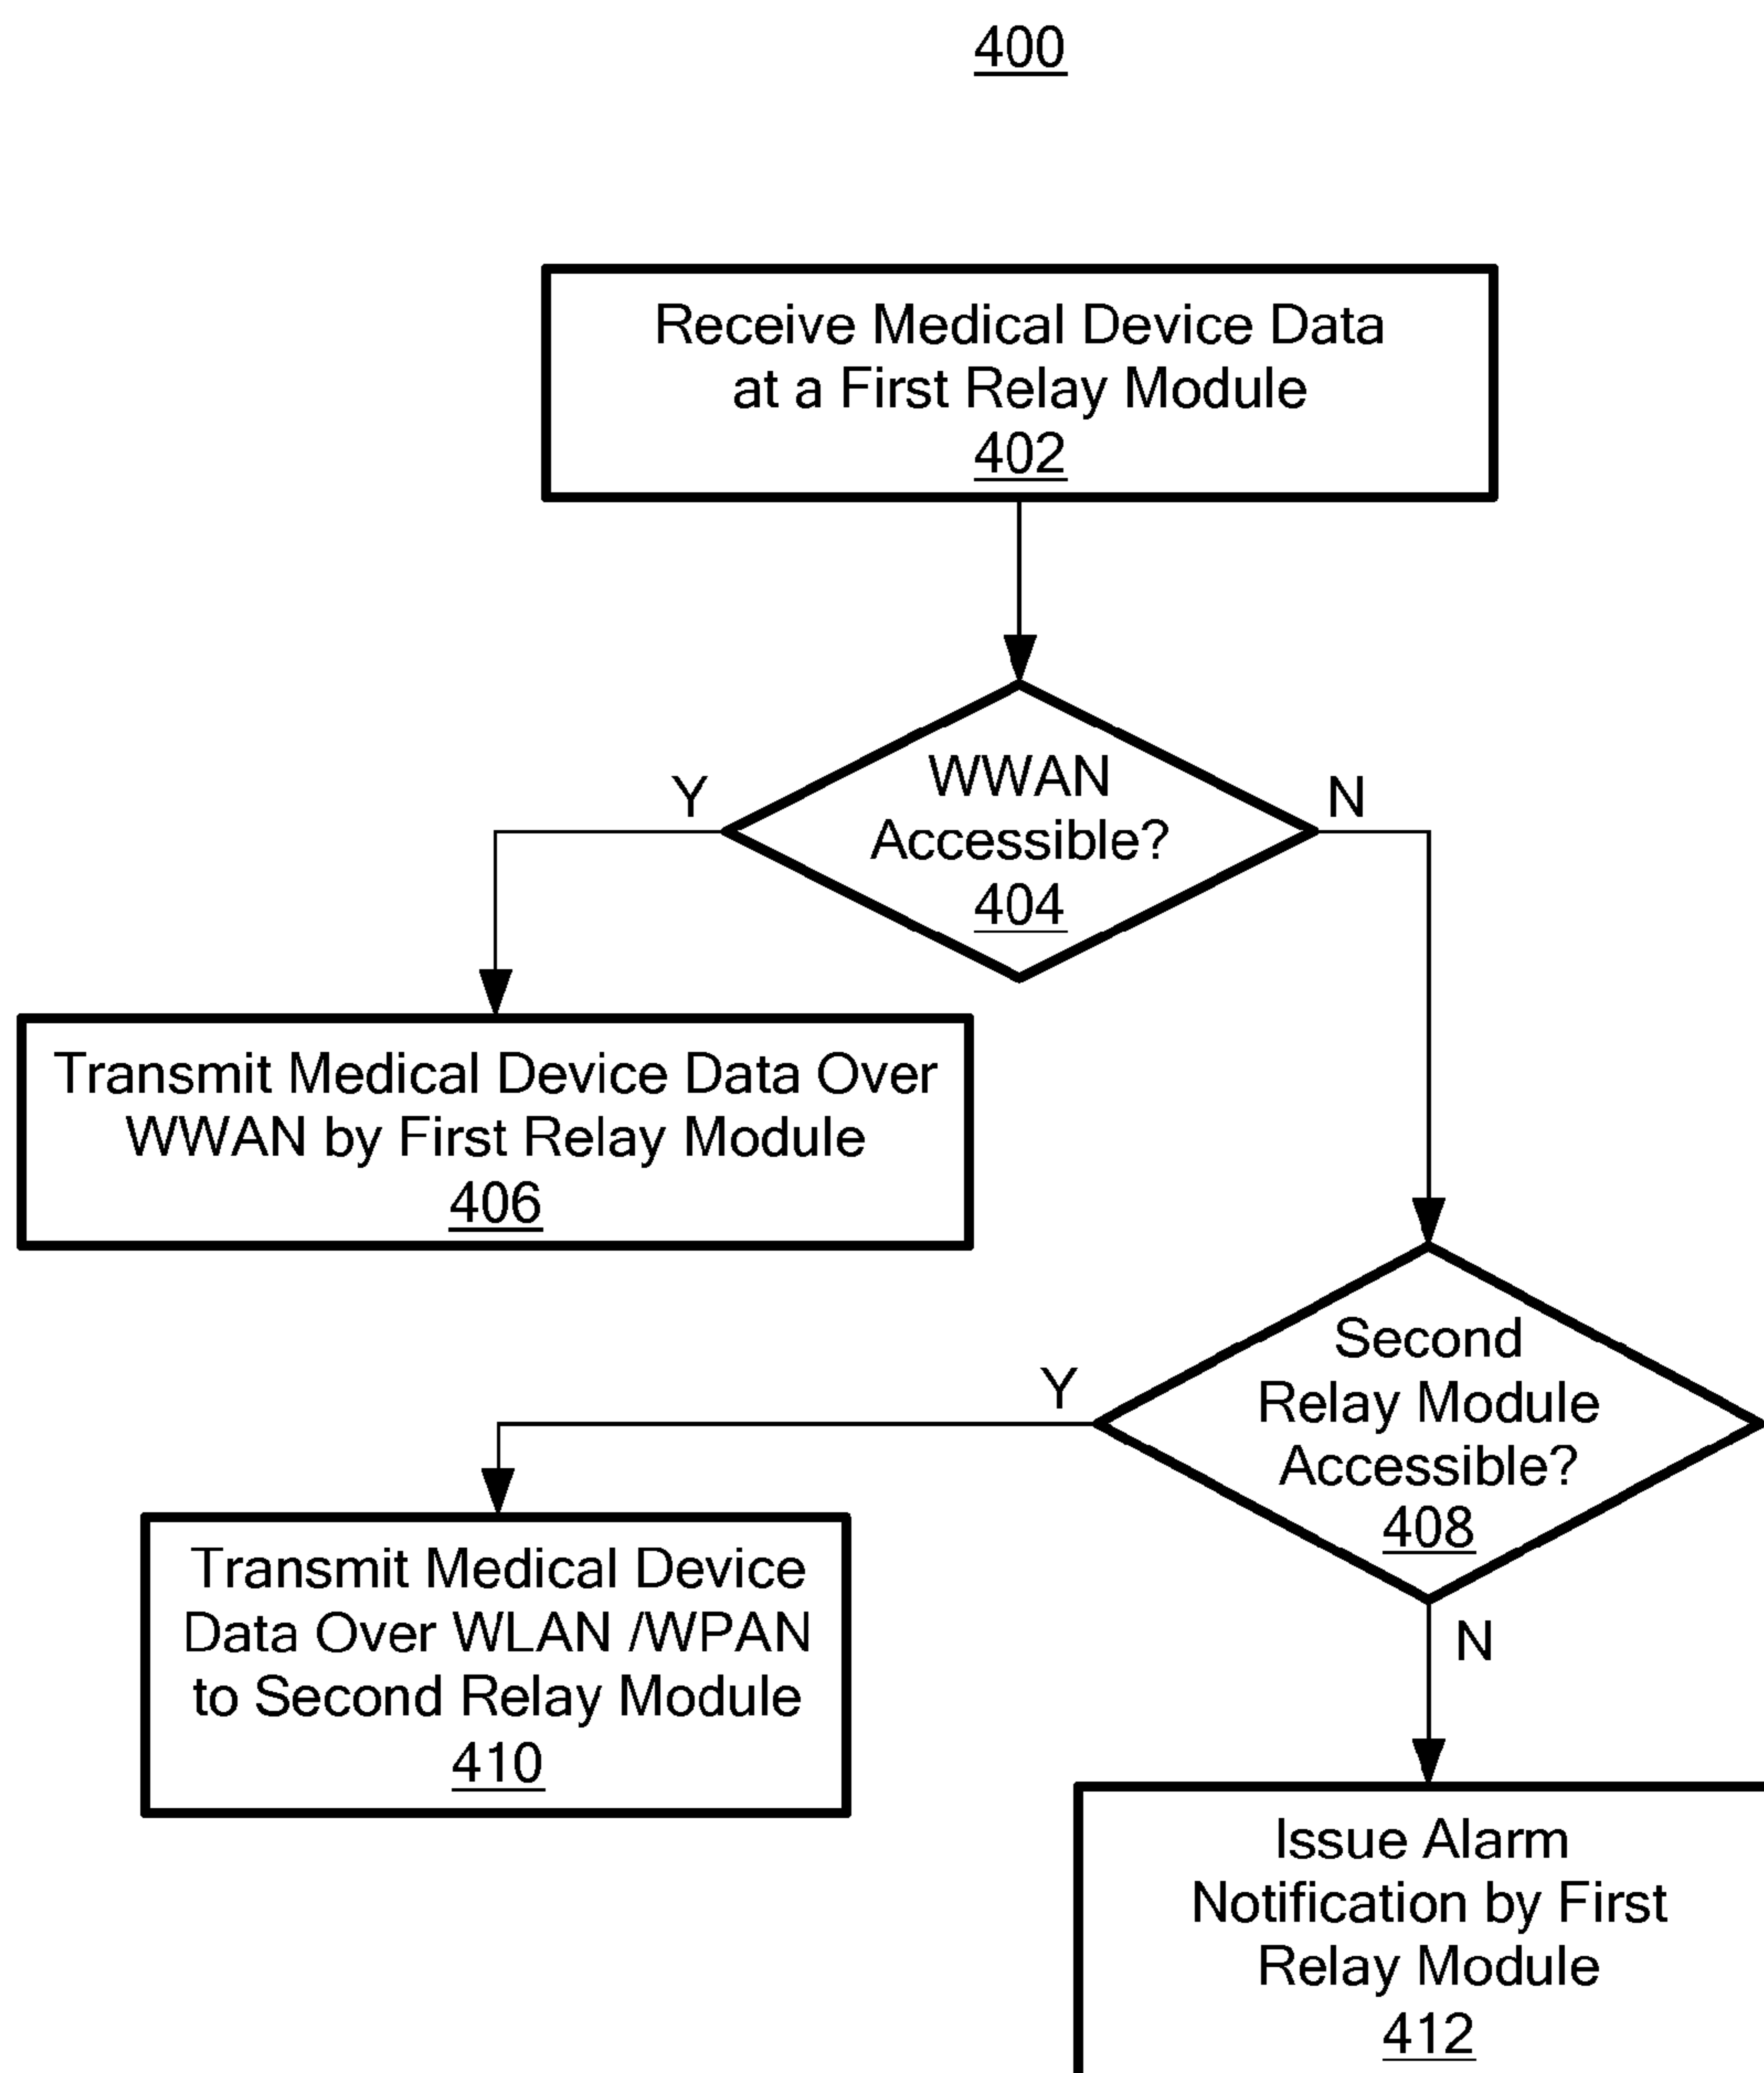 400
Receive Medical Device Data
at a First Relay Module
402
WWAN
Accessible?
404
Y
N
Transmit Medical Device Data Over
WWAN by First Relay Module
406
Second
Relay Module
Accessible?
408
Y
N
Transmit Medical Device
Data Over WLAN /WPAN
to Second Relay Module
410
Issue Alarm
Notification by First
Relay Module
412